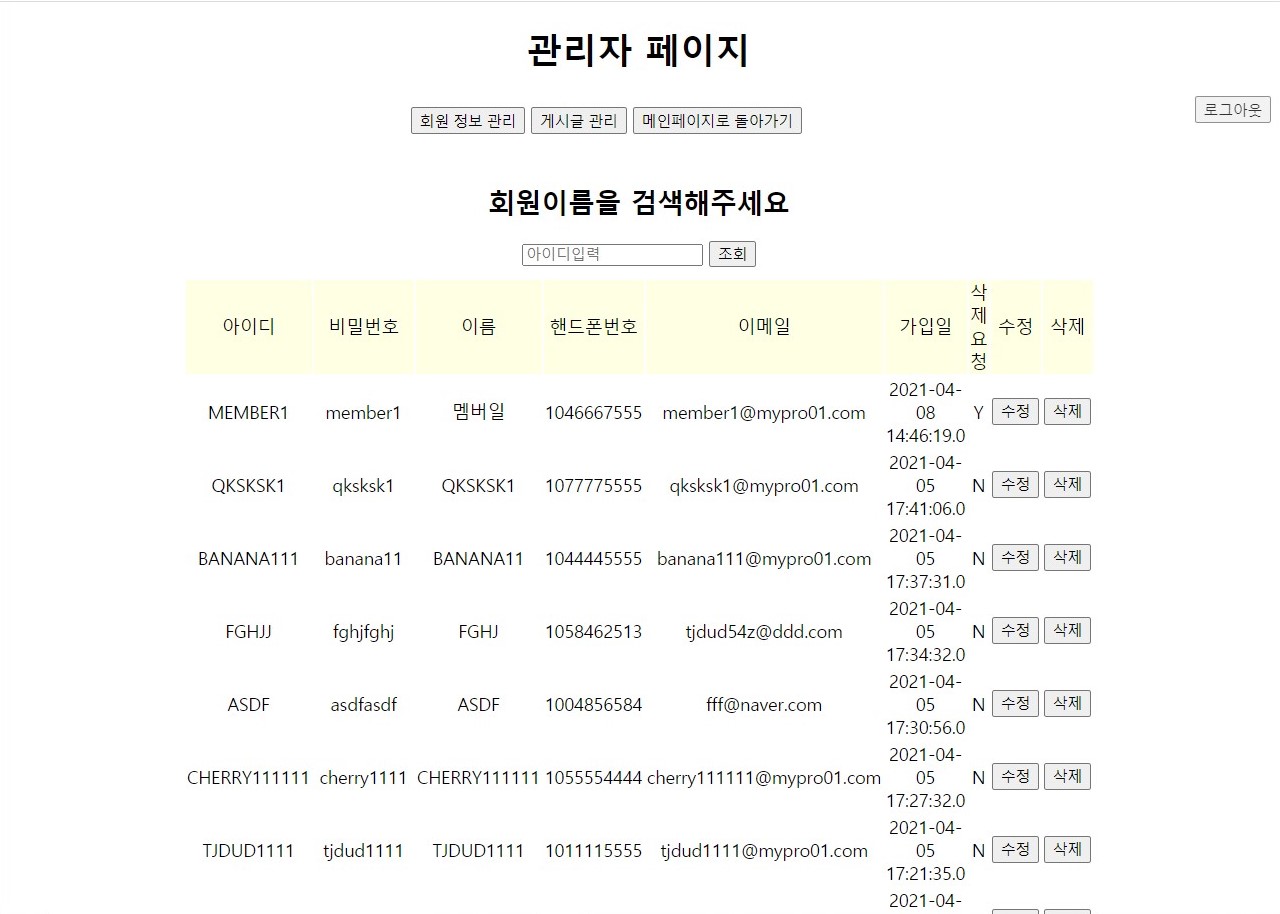 관리자 페이지
회원 정보 관리 게시글 관리 메인페이지로 돌아가기 로그아웃
회원이름을 검색해주세요
아이디입력 조회
아이디 비밀번호 이름 핸드폰번호 이메일 가입일 삭제요청 수정 삭제
MEMBER1 member1 멤버일 1046667555 member1@mypro01.com 2021-04-08 14:46:19.0 Y 수정 삭제
QKSKSK1 qksksk1 QKSKSK1 1077775555 qksksk1@mypro01.com 2021-04-05 17:41:06.0 N 수정 삭제
BANANA111 banana11 BANANA11 1044445555 banana111@mypro01.com 2021-04-05 17:37:31.0 N 수정 삭제
FGHJJ fghjfghj FGHJ 1058462513 tjdud54z@ddd.com 2021-04-05 17:34:32.0 N 수정 삭제
ASDF asdfasdf ASDF 1004856584 fff@naver.com 2021-04-05 17:30:56.0 N 수정 삭제
CHERRY111111 cherry1111 CHERRY111111 1055554444 cherry111111@mypro01.com 2021-04-05 17:27:32.0 N 수정 삭제
TJDUD1111 tjdud1111 TJDUD1111 1011115555 tjdud1111@mypro01.com 2021-04-05 17:21:35.0 N 수정 삭제
2021-04-